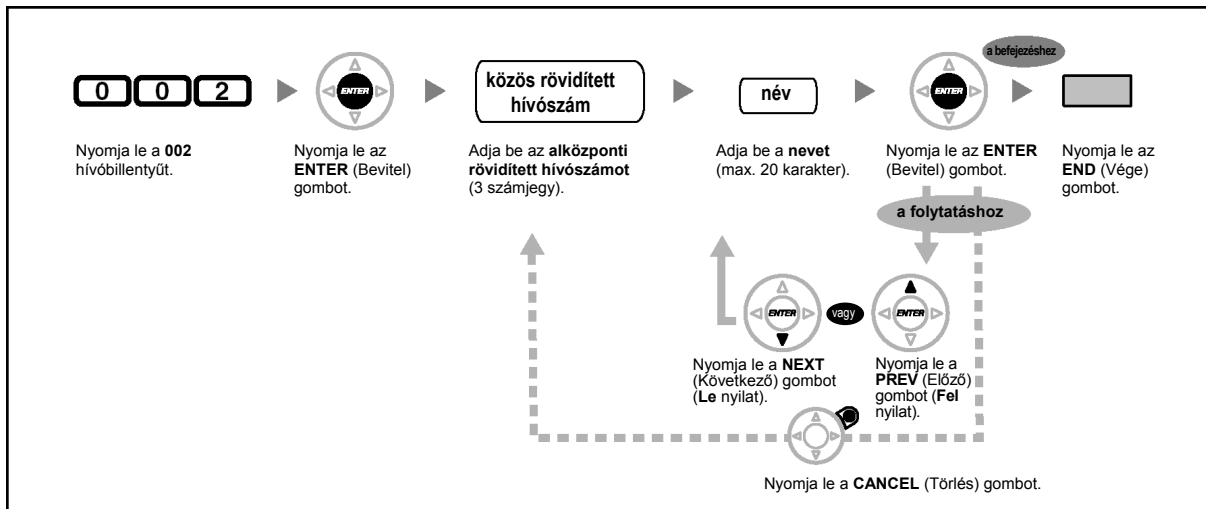 a befejezéshez
0 0 2
ENTER
közös rövidített
hívószám
név
ENTER
Nyomja le a 002
hívóbillentyűt.
Nyomja le az
ENTER (Bevitel)
gombot.
Adja be az alközponti
rövidített hívószámot
(3 számjegy).
Adja be a nevet
(max. 20 karakter).
Nyomja le az ENTER
(Bevitel) gombot.
Nyomja le az
END (Vége)
gombot.
a folytatáshoz
ENTER
vagy
ENTER
Nyomja le a NEXT
(Következő) gombot
(Le nyilat).
Nyomja le a
PREV (Előző)
gombot (Fel
nyilat).
Nyomja le a CANCEL (Törlés) gombot.